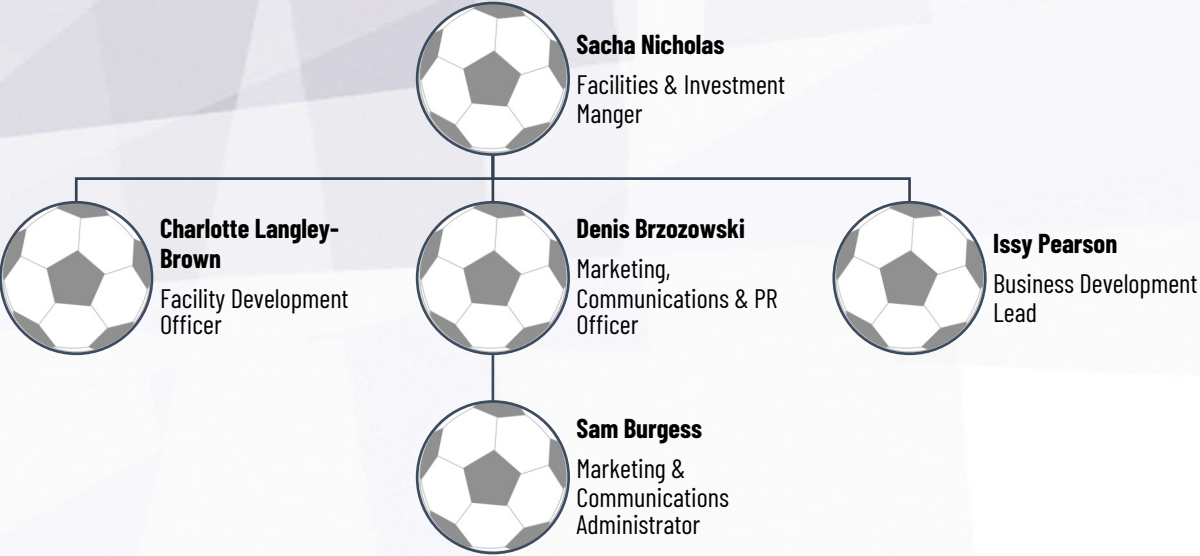 Sacha Nicholas
Facilities & Investment
Manger
Charlotte Langley-
Brown
Facility Development
Officer
Denis Brzozowski
Marketing,
Communications & PR
Officer
Issy Pearson
Business Development
Lead
Sam Burgess
Marketing &
Communications
Administrator